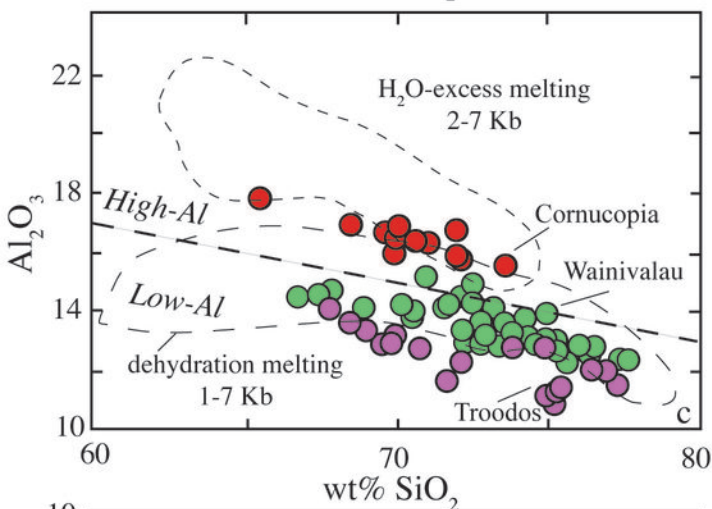 22
H₂O-excess melting
2-7 Kb
18
Al₂O₃
High-Al
Cornucopia
Wainivalau
14
Low-Al
dehydration melting
1-7 Kb
Troodos
c
10
60
70
80
wt% SiO₂
10